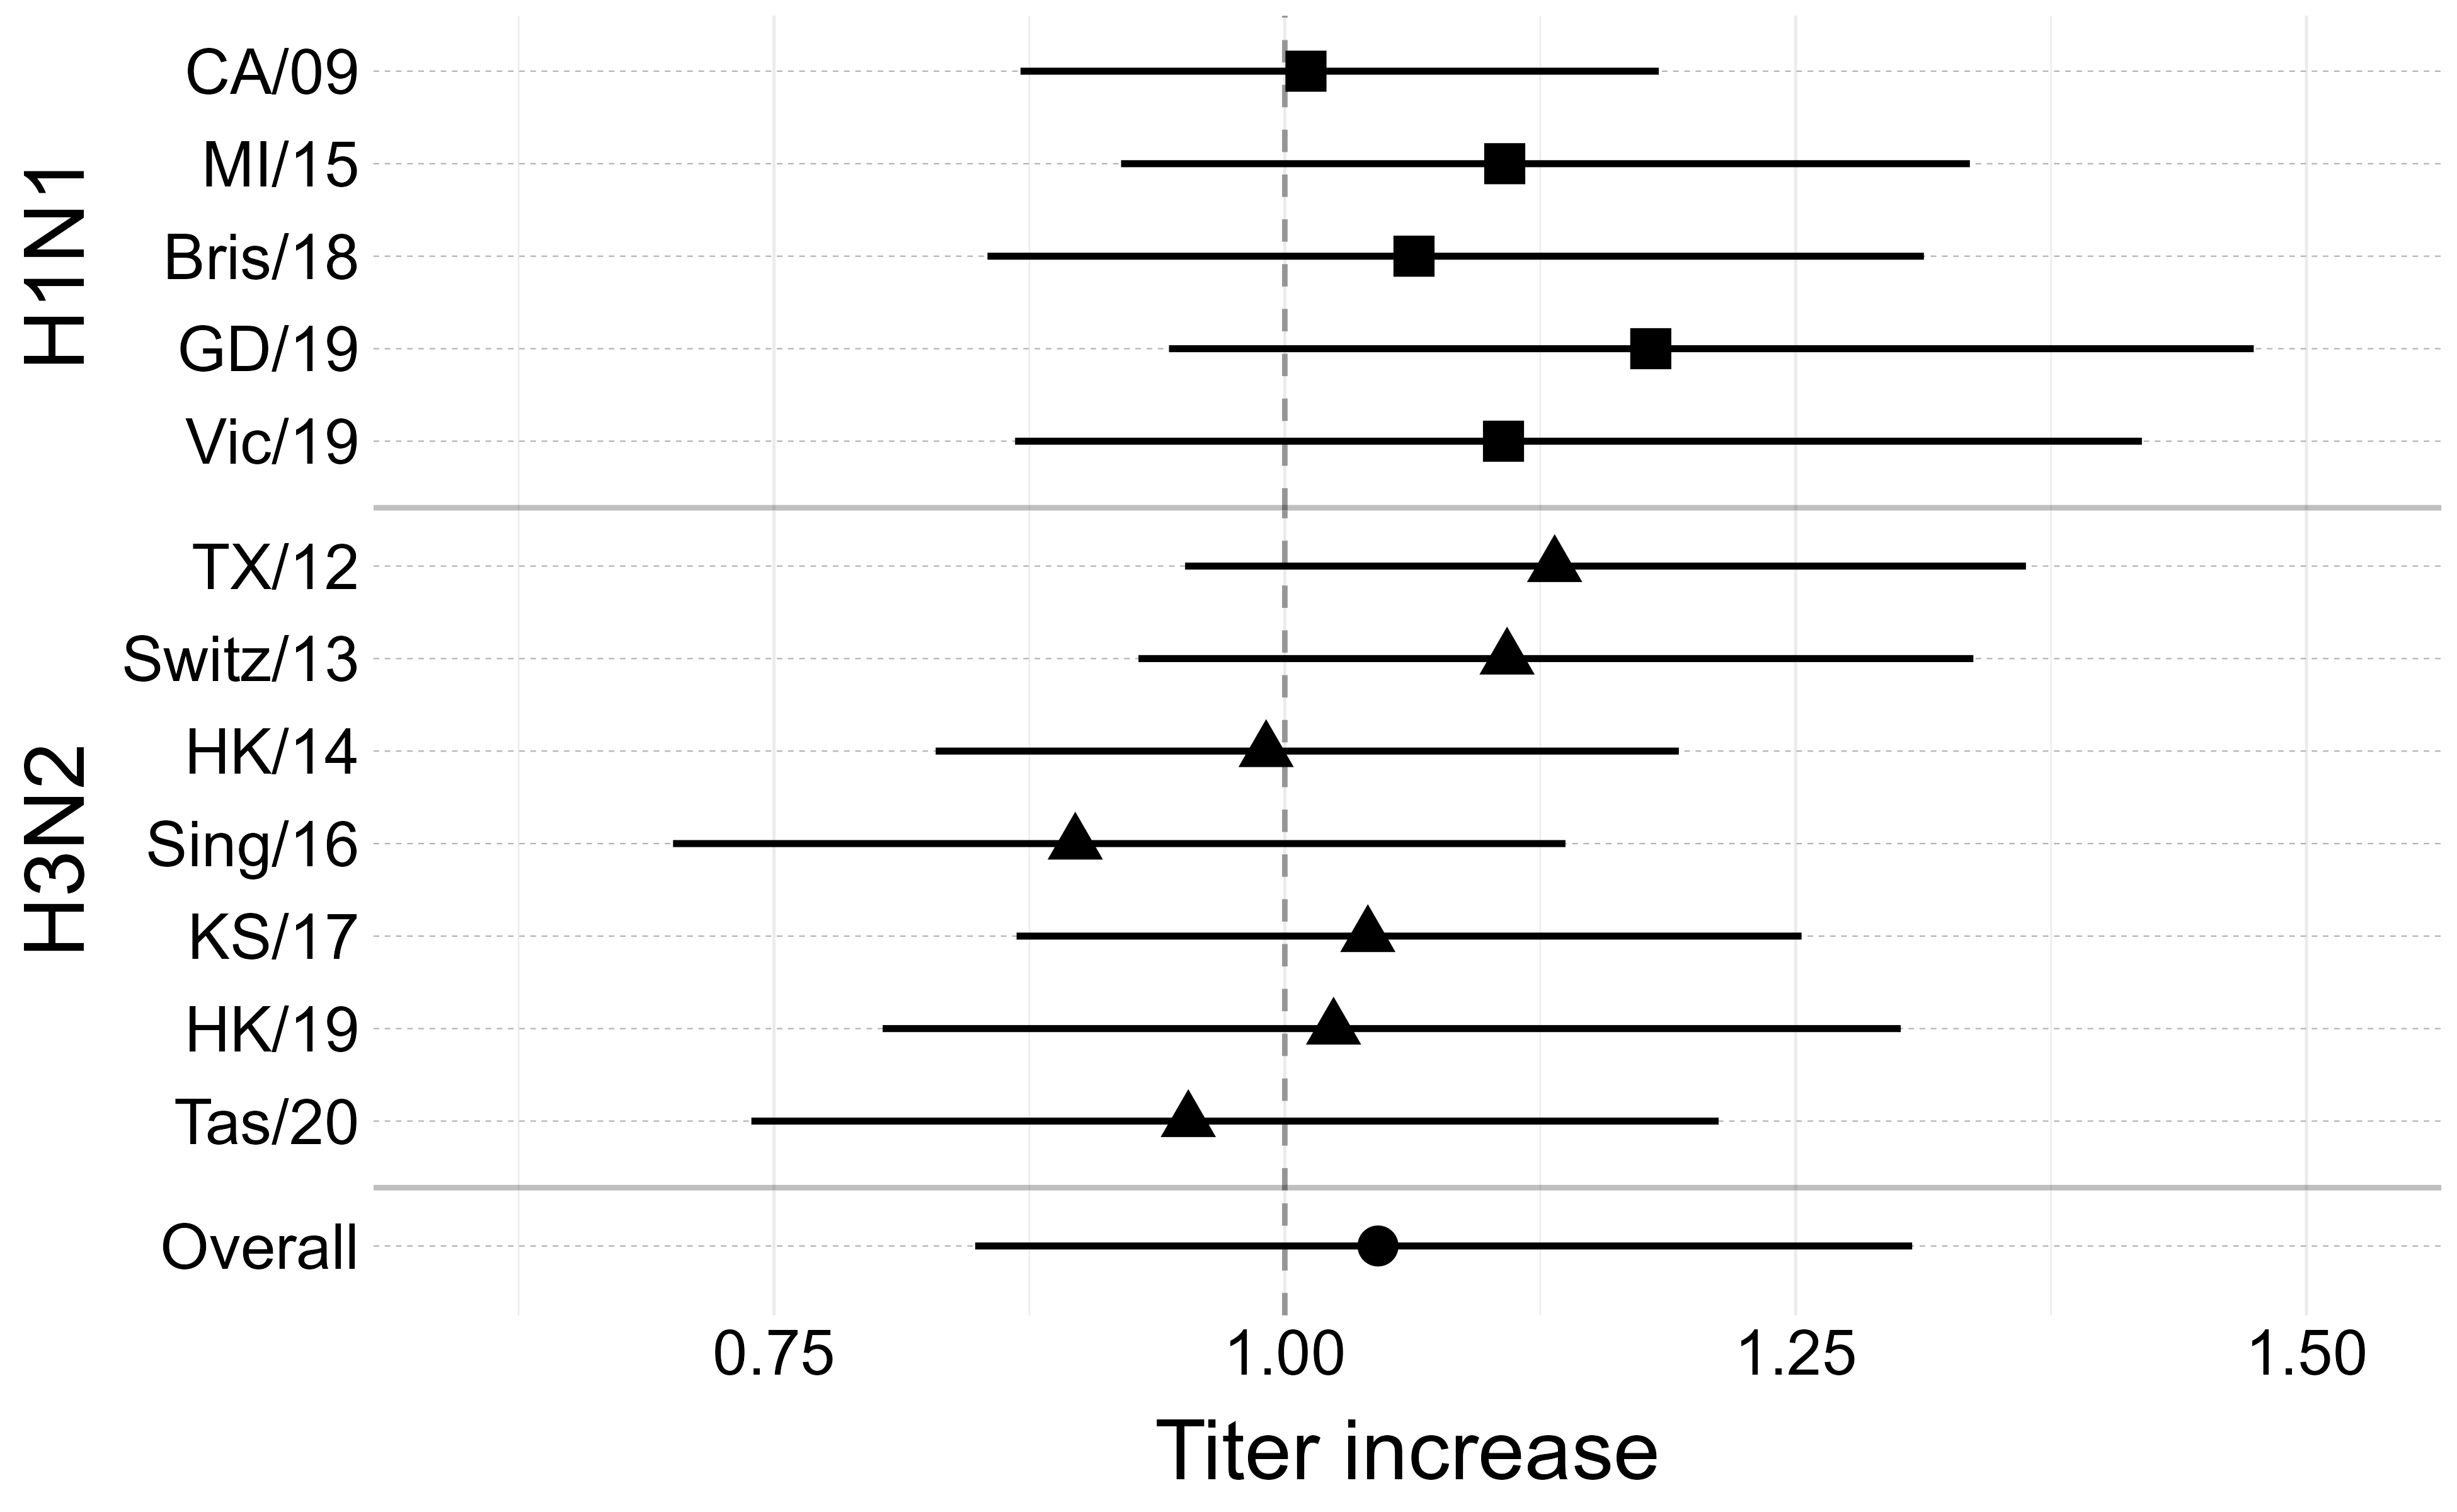 H1N1
CA/09
MI/15
Bris/18
GD/19
Vic/19
H3N2
TX/12
Switz/13
HK/14
Sing/16
KS/17
HK/19
Tas/20
Overall
0.75 1.00 1.25 1.50
Titer increase